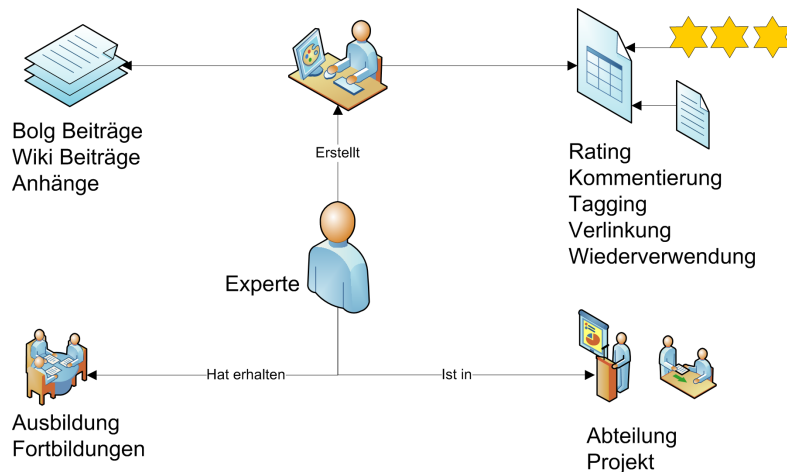 Bolg Beiträge
Wiki Beiträge
Anhänge
Erstellt
Rating
Kommentierung
Tagging
Verlinkung
Wiederverwendung
Experte
Hat erhalten
Ist in
Ausbildung
Fortbildungen
Abteilung
Projekt